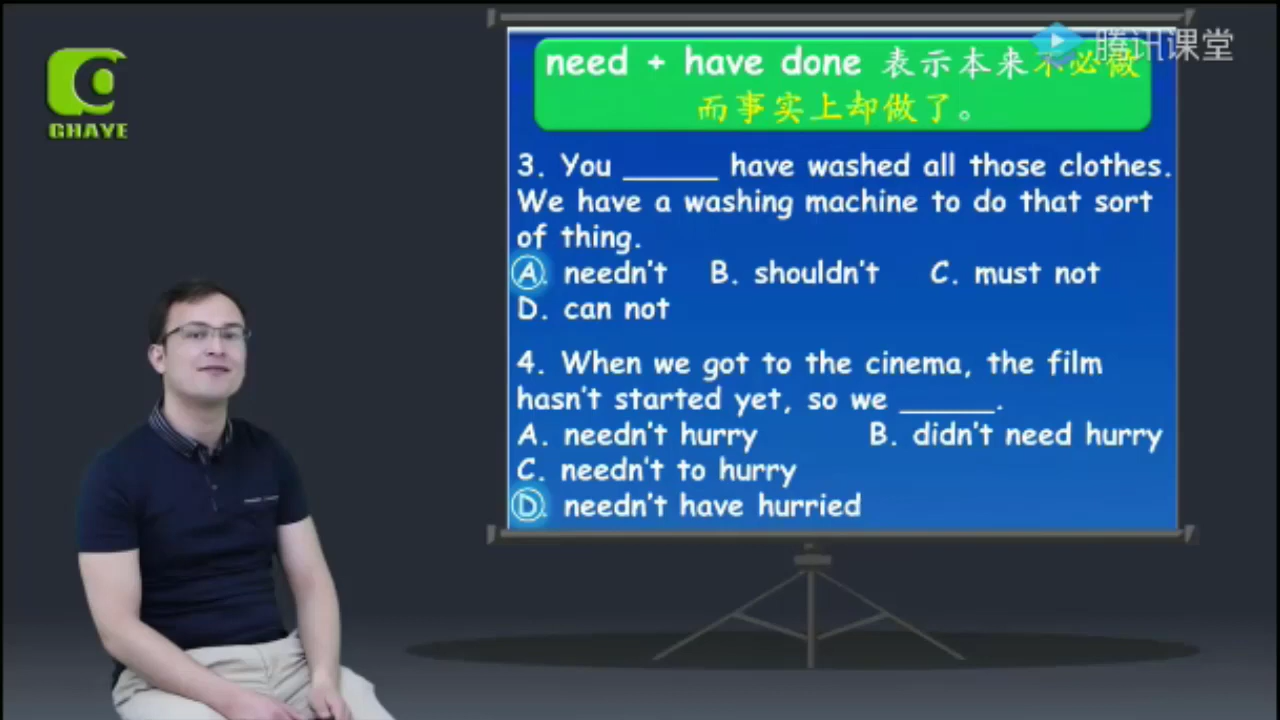 GHAYE
腾讯课堂
need + have done 表示本来不必做
而事实上却做了。
3. You _____ have washed all those clothes.
We have a washing machine to do that sort
of thing.
A. needn't B. shouldn't C. must not
D. can not
4. When we got to the cinema, the film
hasn't started yet, so we _____.
A. needn't hurry B. didn't need hurry
C. needn't to hurry
D. needn't have hurried